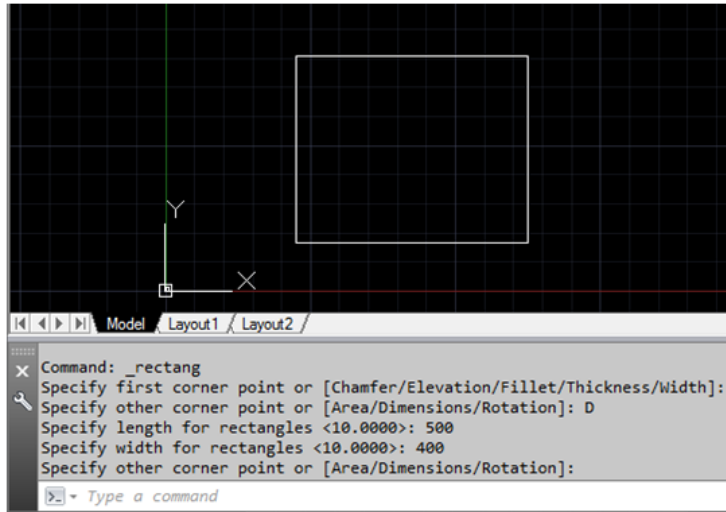 Y
X
Model Layout1 Layout2
Command: _rectang
Specify first corner point or [Chamfer/Elevation/Fillet/Thickness/Width]:
Specify other corner point or [Area/Dimensions/Rotation]: D
Specify length for rectangles <10.0000>: 500
Specify width for rectangles <10.0000>: 400
Specify other corner point or [Area/Dimensions/Rotation]:
Type a command